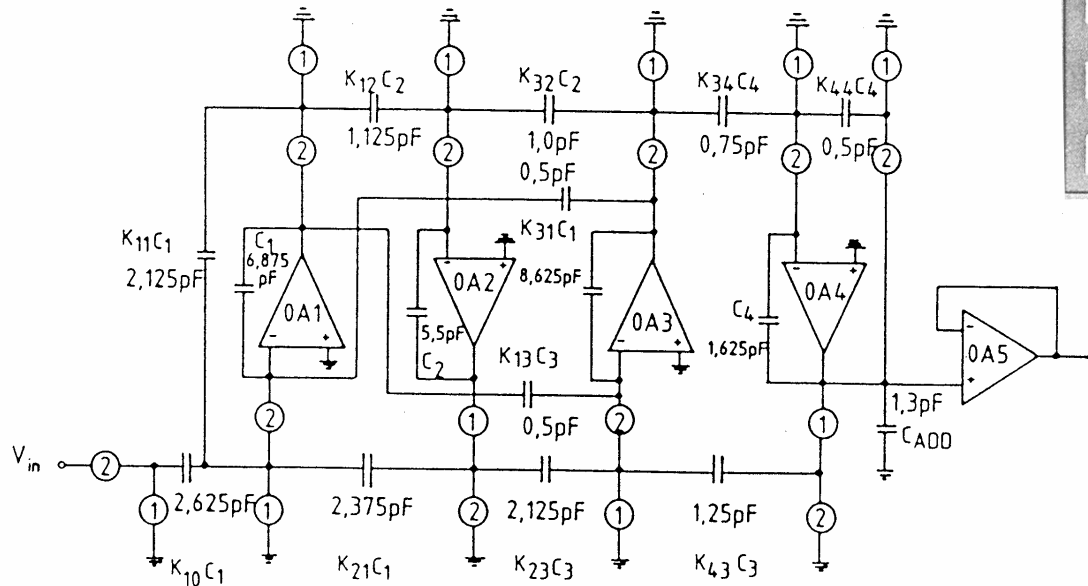 1 1 1 1 1
K12C2 K32C2 K34C4 K44C4
1,125pF 1,0pF 0,75pF 0,5pF
2 2 2 2 2
0,5pF
K31C1
K11C1
2,125pF
C1
6,875
pF
0A1
0A2
5,5pF
C2
8,625pF
0A3
0A4
C4
1,625pF
0A5
K13C3
0,5pF
1,3pF
CADD
2 1 2 1
Vin 2
2,625pF 2,375pF 2,125pF 1,25pF
1 1 2 1 2
K10C1 K21C1 K23C3 K43C3